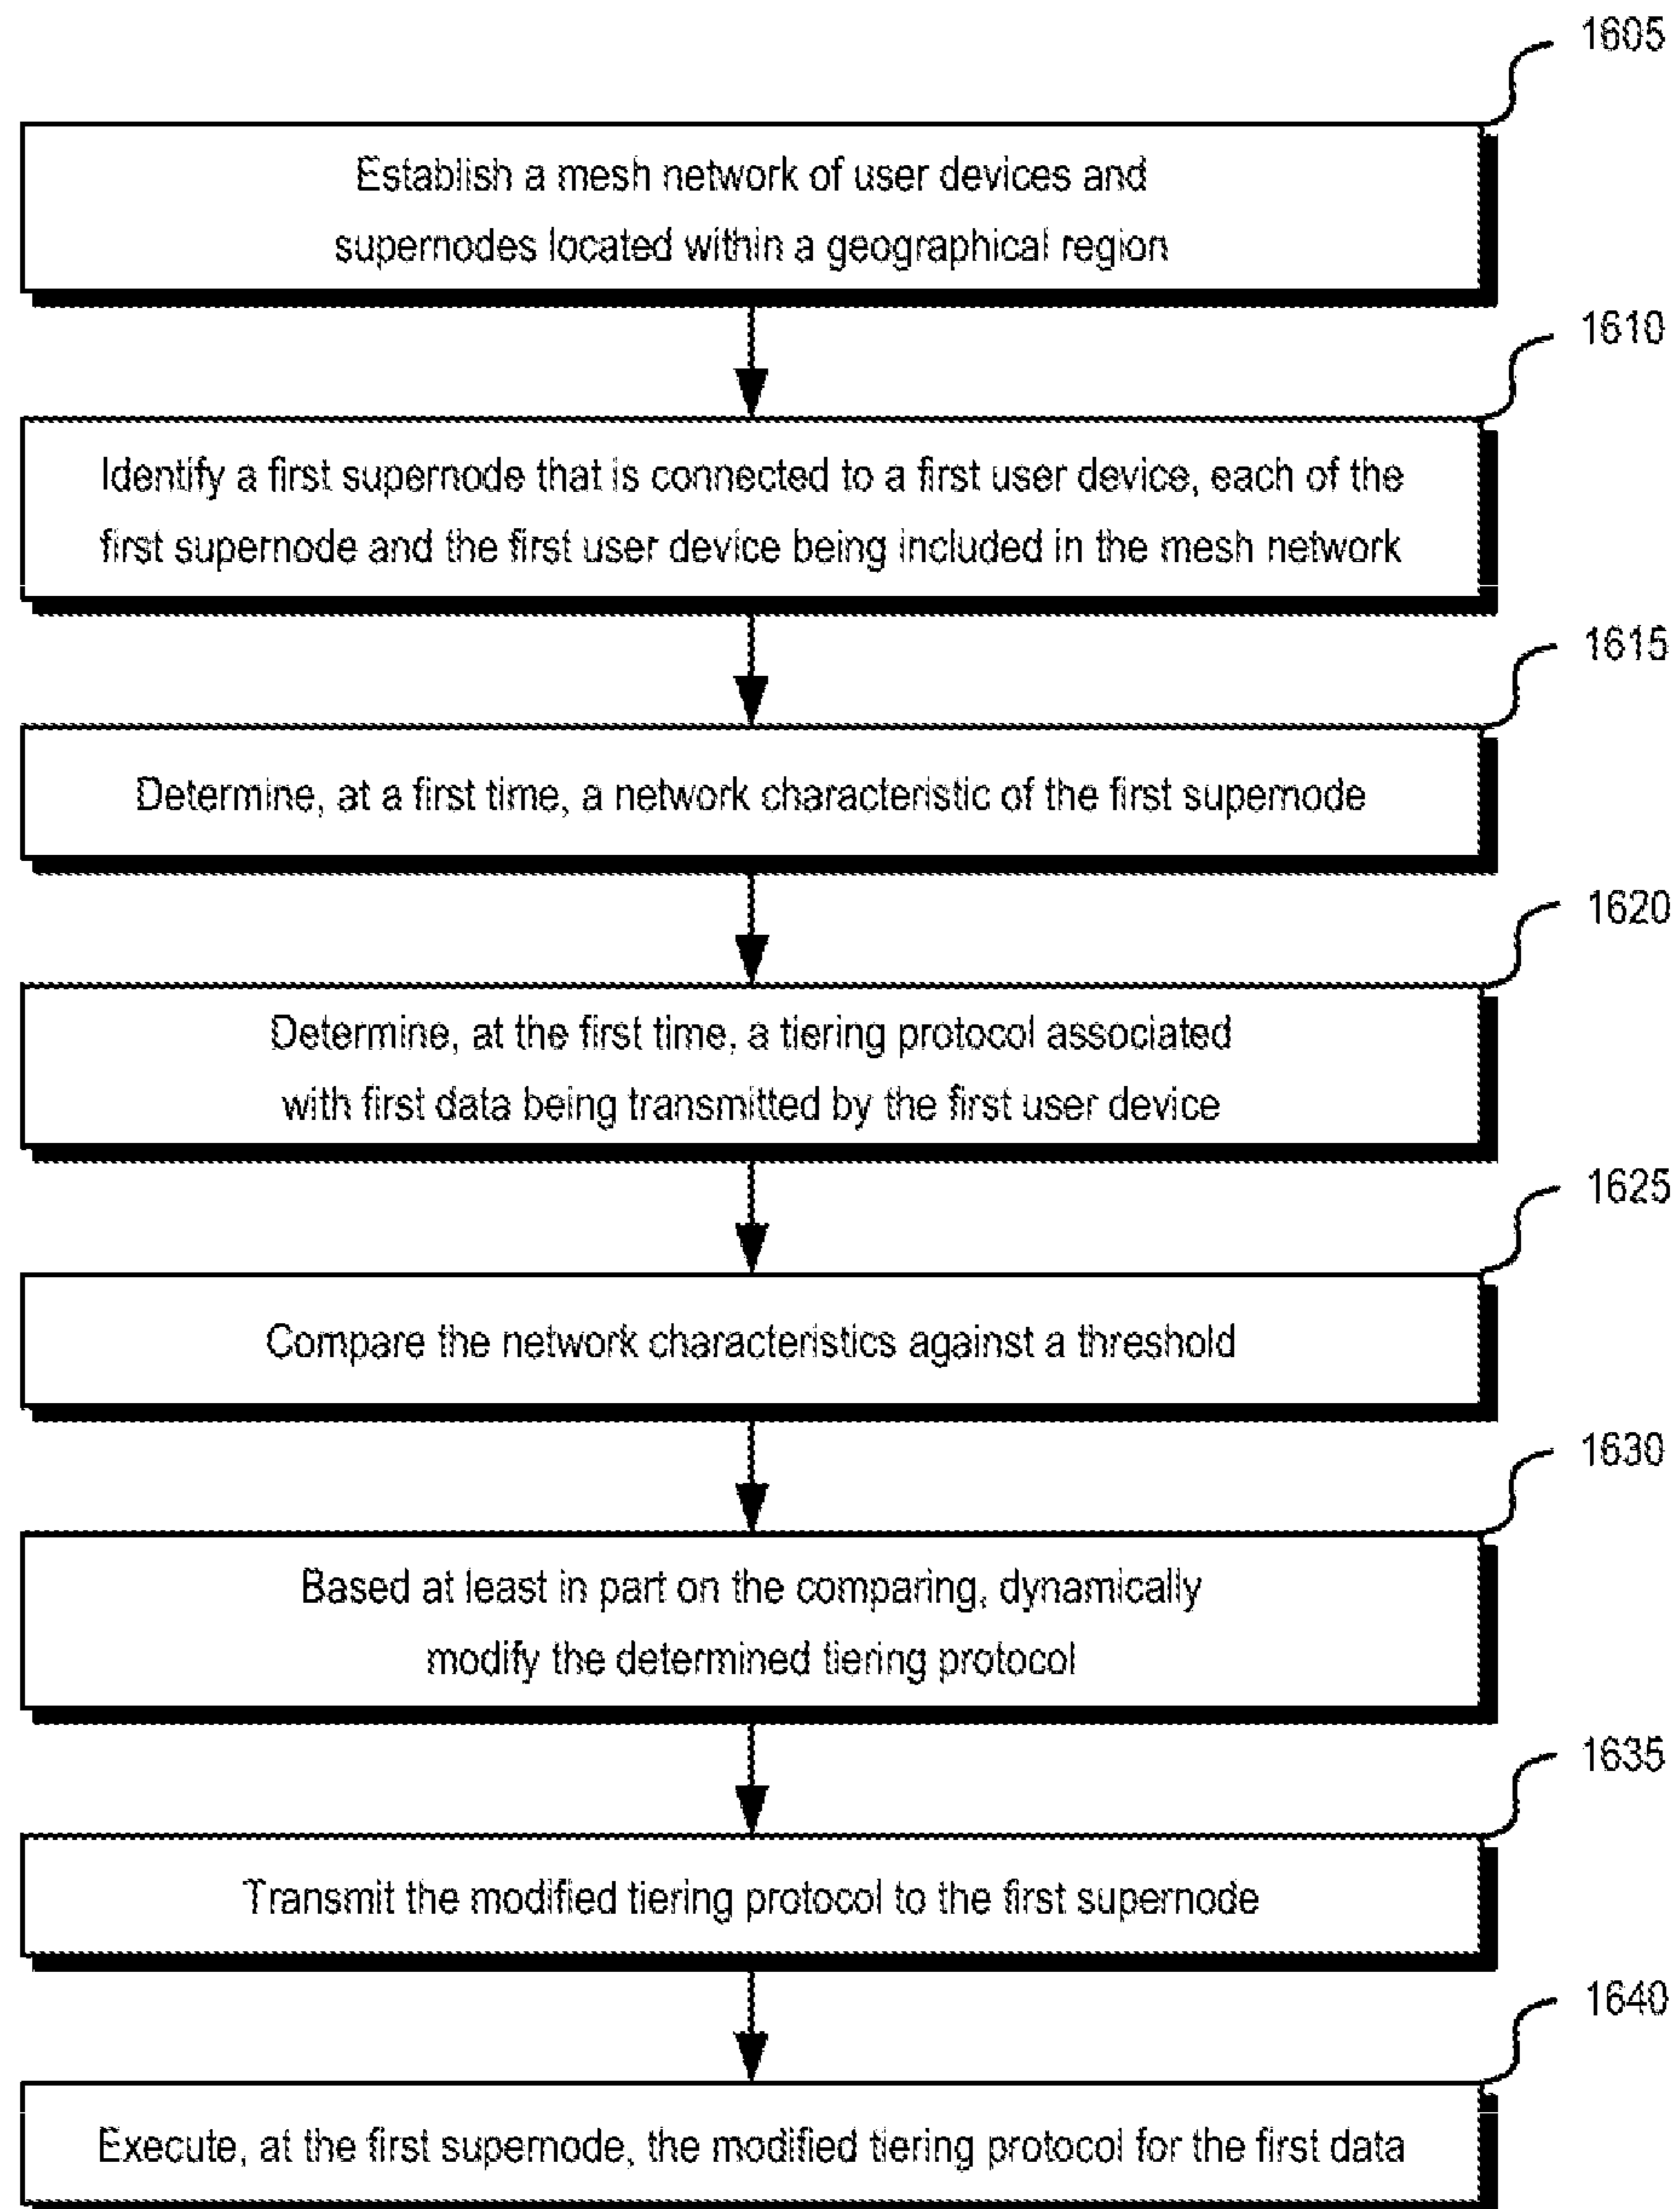 1605
Establish a mesh network of user devices and
supernodes located within a geographical region
1610
Identify a first supernode that is connected to a first user device, each of the
first supernode and the first user device being included in the mesh network
1615
Determine, at a first time, a network characteristic of the first supernode
1620
Determine, at the first time, a tiering protocol associated
with first data being transmitted by the first user device
1625
Compare the network characteristics against a threshold
1630
Based at least in part on the comparing, dynamically
modify the determined tiering protocol
1635
Transmit the modified tiering protocol to the first supernode
1640
Execute, at the first supernode, the modified tiering protocol for the first data